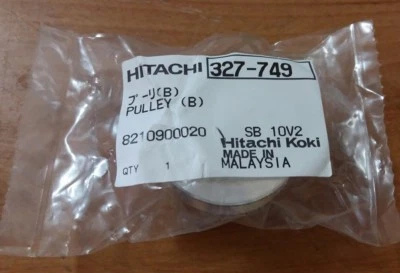 HITACHI 327-749
プーリ(B)
PULLEY (B)
8210900020 SB 10V2
Hitachi Koki
MADE IN
QTY 1 MALAYSIA